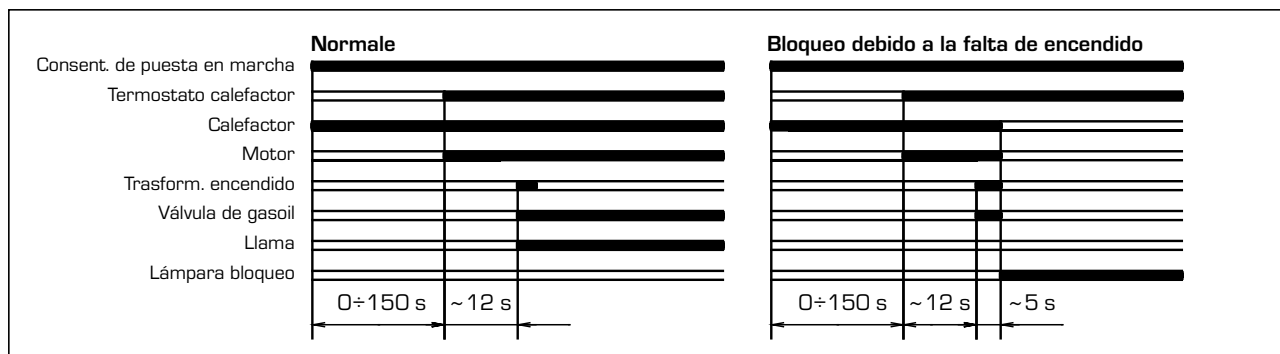 Normale
Bloqueo debido a la falta de encendido
Consent. de puesta en marcha
Termostato calefactor
Calefactor
Motor
Trasform. encendido
Válvula de gasoil
Llama
Lámpara bloqueo
0÷150 s
~12 s
0÷150 s
~12 s
~5 s